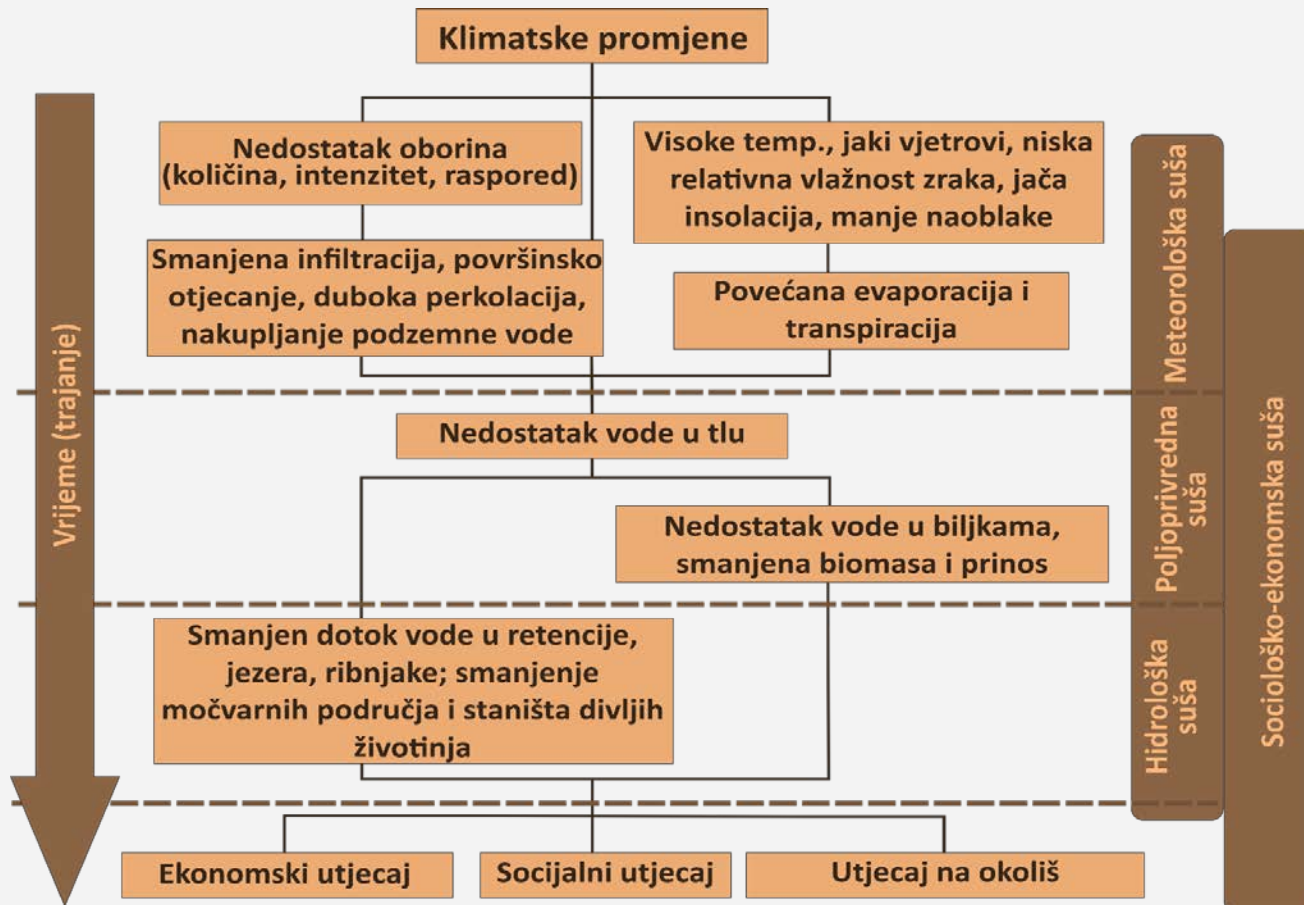 Klimatske promjene
Nedostatak oborina
(količina, intenzitet, raspored)
Visoke temp., jaki vjetrovi, niska
relativna vlažnost zraka, jača
insolacija, manje naoblake
Smanjena infiltracija, površinsko
otjecanje, duboka perkolacija,
nakupljanje podzemne vode
Povećana evaporacija i
transpiracija
Nedostatak vode u tlu
Nedostatak vode u biljkama,
smanjena biomasa i prinos
Smanjen dotok vode u retencije,
jezera, ribnjake; smanjenje
močvarnih područja i staništa divljih
životinja
Ekonomski utjecaj
Socijalni utjecaj
Utjecaj na okoliš
Vrijeme (trajanje)
Meteorološka suša
Poljoprivredna
suša
Hidrološka
suša
Sociološko-ekonomska suša